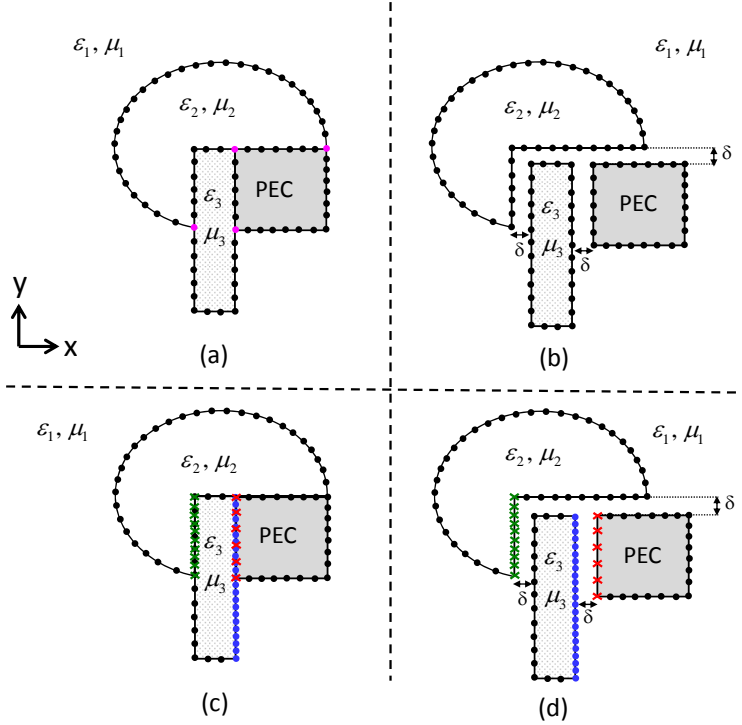 ε₁, μ₁
ε₂, μ₂
ε₃
μ₃
PEC
(a)
ε₁, μ₁
ε₂, μ₂
δ
ε₃
μ₃
PEC
δ
δ
(b)
y
x
ε₁, μ₁
ε₂, μ₂
ε₃
μ₃
PEC
(c)
ε₁, μ₁
ε₂, μ₂
δ
ε₃
μ₃
PEC
δ
δ
(d)